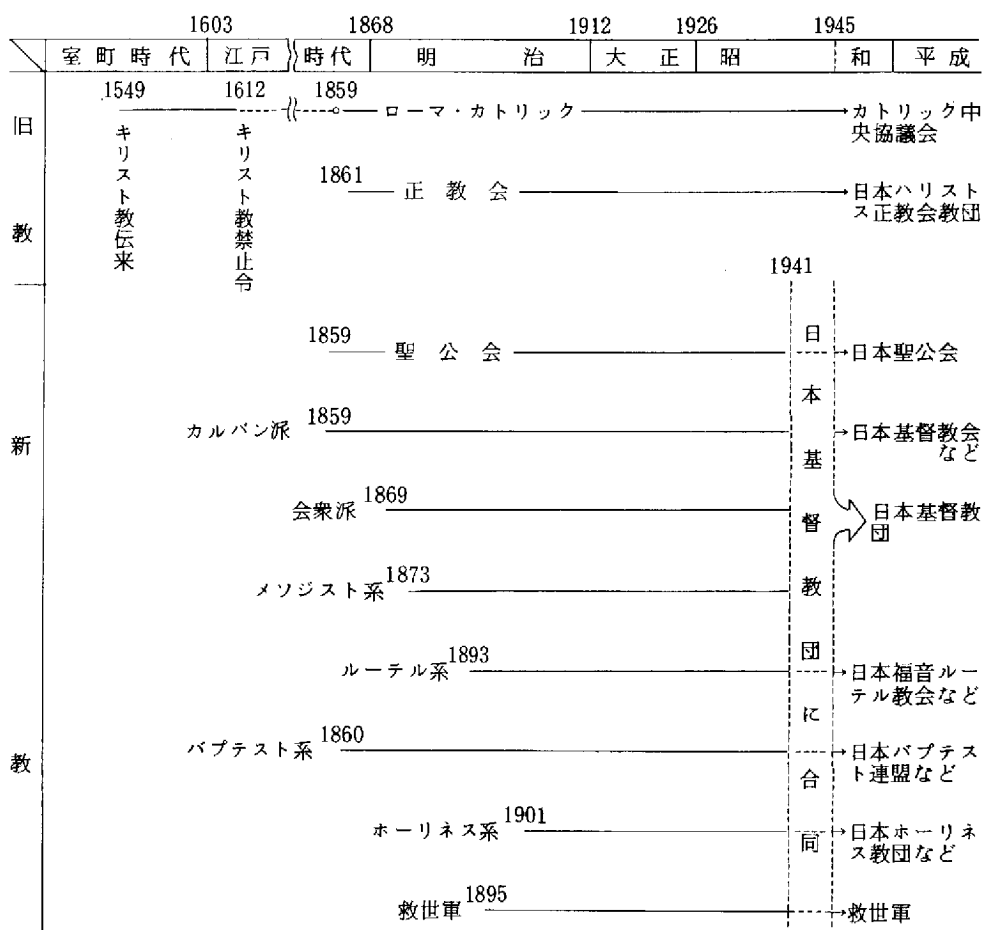 1603 1868 1912 1926 1945
室町時代 江戸 時代 明治 大正 昭 和 平成
旧教
1549 1612 1859
ローマ・カトリック カトリック中
央協議会
キリスト教伝来
キリスト教禁止令
1861
正教会 日本ハリスト
ス正教会教団
1941
日本基督教団に合同
新教
1859
聖公会 日本聖公会
カルバン派 1859 日本基督教会
など
会衆派 1869 日本基督教
団
メソジスト系 1873
ルーテル系 1893 日本福音ルー
テル教会など
バプテスト系 1860 日本バプテス
ト連盟など
ホーリネス系 1901 日本ホーリネ
ス教団など
救世軍 1895 救世軍